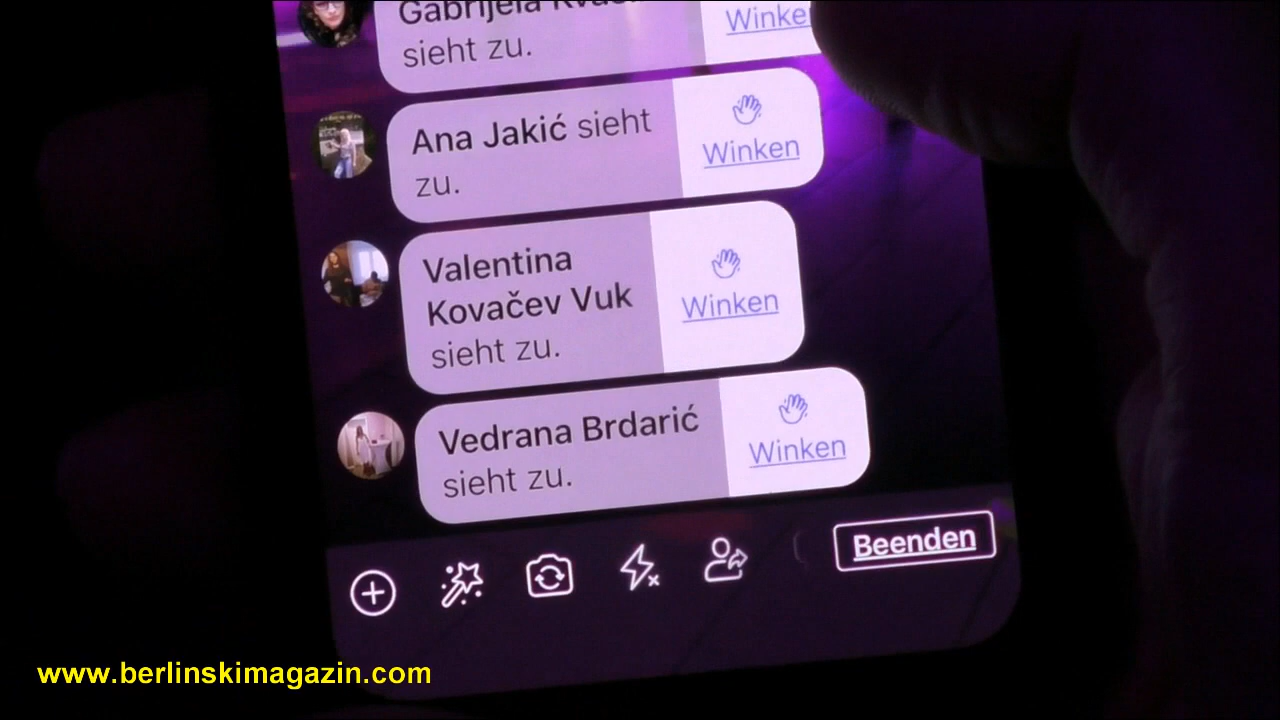 Gabrijela
sieht zu.
Winken
Ana Jakić sieht
zu.
Winken
Valentina
Kovačev Vuk
sieht zu.
Winken
Vedrana Brdarić
sieht zu.
Winken
Beenden
www.berlinskimagazin.com